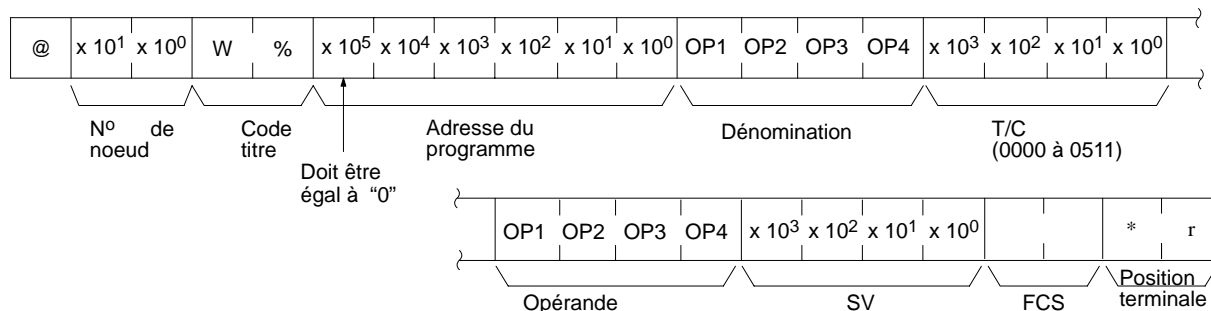 @ x 10¹ x 10⁰ W % x 10⁵ x 10⁴ x 10³ x 10² x 10¹ x 10⁰ OP1 OP2 OP3 OP4 x 10³ x 10² x 10¹ x 10⁰
Nº de noeud
Code titre
Doit être égal à “0”
Adresse du programme
Dénomination
T/C
(0000 à 0511)
OP1 OP2 OP3 OP4 x 10³ x 10² x 10¹ x 10⁰ * r
Opérande
SV
FCS
Position terminale